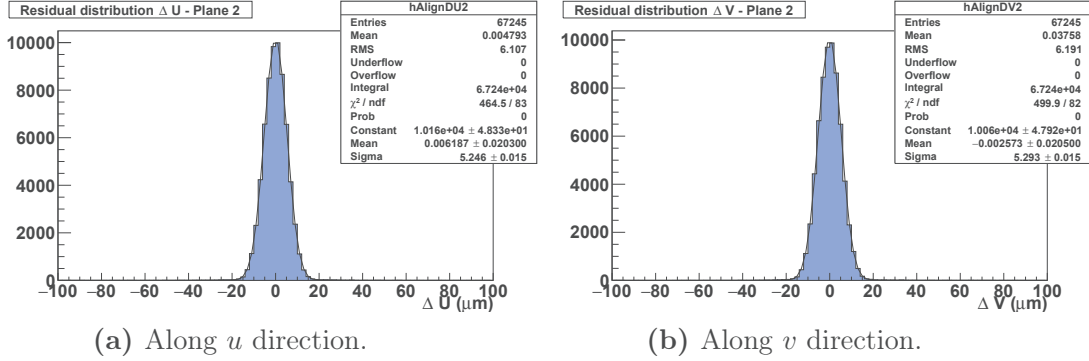 Residual distribution Δ U - Plane 2
hAlignDU2
Entries 67245
Mean 0.004793
RMS 6.107
Underflow 0
Overflow 0
Integral 6.724e+04
χ² / ndf 464.5 / 83
Prob 0
Constant 1.016e+04 ± 4.833e+01
Mean 0.006187 ± 0.020300
Sigma 5.246 ± 0.015
10000
8000
6000
4000
2000
0
−100 −80 −60 −40 −20 0 20 40 60 80 100
Δ U (μm)
(a) Along u direction.
Residual distribution Δ V - Plane 2
hAlignDV2
Entries 67245
Mean 0.03758
RMS 6.191
Underflow 0
Overflow 0
Integral 6.724e+04
χ² / ndf 499.9 / 82
Prob 0
Constant 1.006e+04 ± 4.792e+01
Mean −0.002573 ± 0.020500
Sigma 5.293 ± 0.015
10000
8000
6000
4000
2000
0
−100 −80 −60 −40 −20 0 20 40 60 80 100
Δ V (μm)
(b) Along v direction.